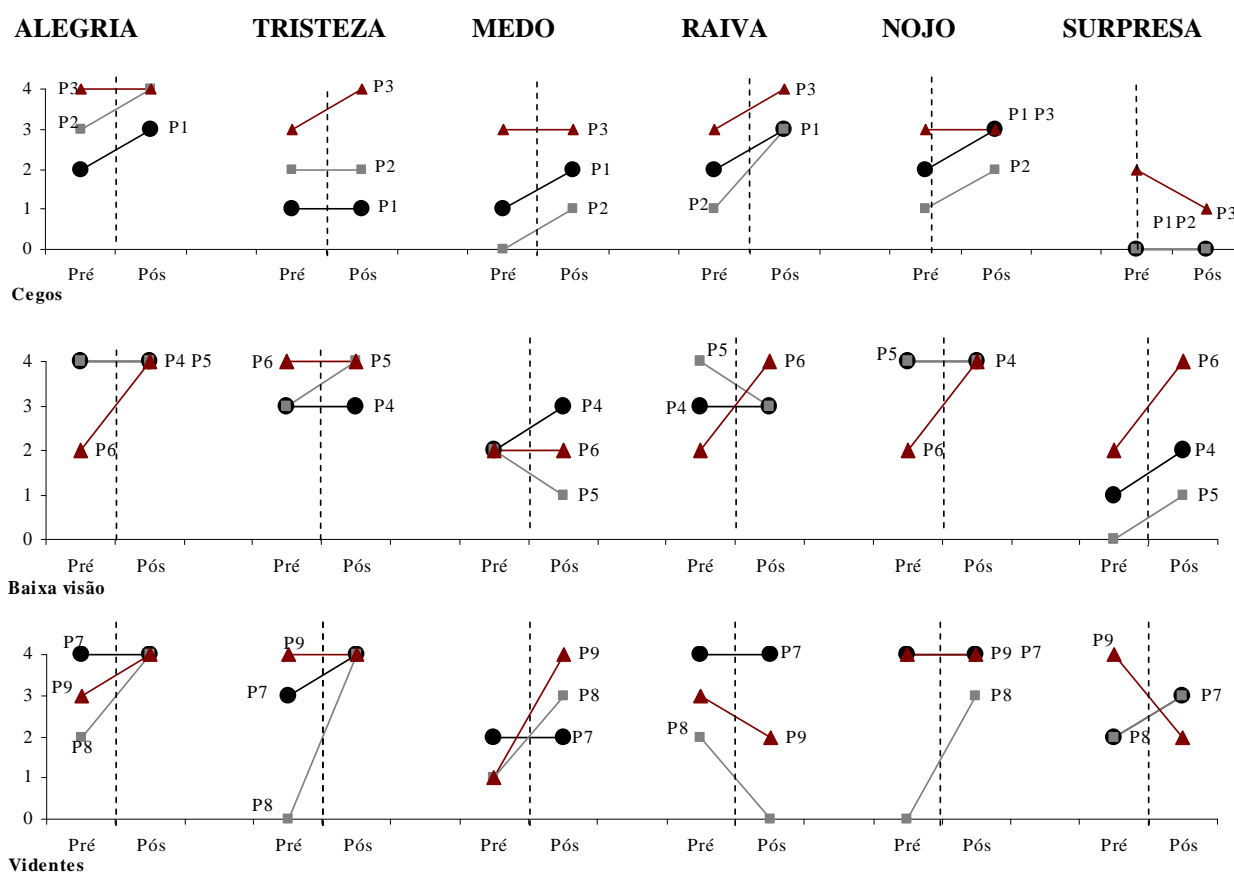 ALEGRIA TRISTEZA MEDO RAIVA NOJO SURPRESA
4 P3 P3 P3
3 P2 P1 P3 P1 P1 P3
2 P2 P1 P2
1 P1 P2 P2 P1 P2 P3
0
Pré Pós Pré Pós Pré Pós Pré Pós Pré Pós Pré Pós
Cegos
4 P4 P5 P6 P5 P5 P6 P5 P4 P6
3 P4 P4 P4
2 P6 P6 P6 P4
1 P5 P5
0
Pré Pós Pré Pós Pré Pós Pré Pós Pré Pós Pré Pós
Baixa visão
4 P7 P9 P9 P7 P9 P7 P9
3 P9 P7 P8 P8 P7
2 P8 P7 P8 P9 P8
1
0 P8
Pré Pós Pré Pós Pré Pós Pré Pós Pré Pós Pré Pós
Videntes